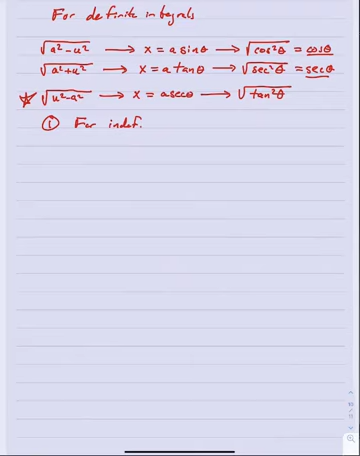 For definite integrals
√a²-u² → x = a sinθ → √cos²θ = cosθ
√a²+u² → x = a tanθ → √sec²θ = secθ
☆ √u²-a² → x = a secθ → √tan²θ
① For indef.